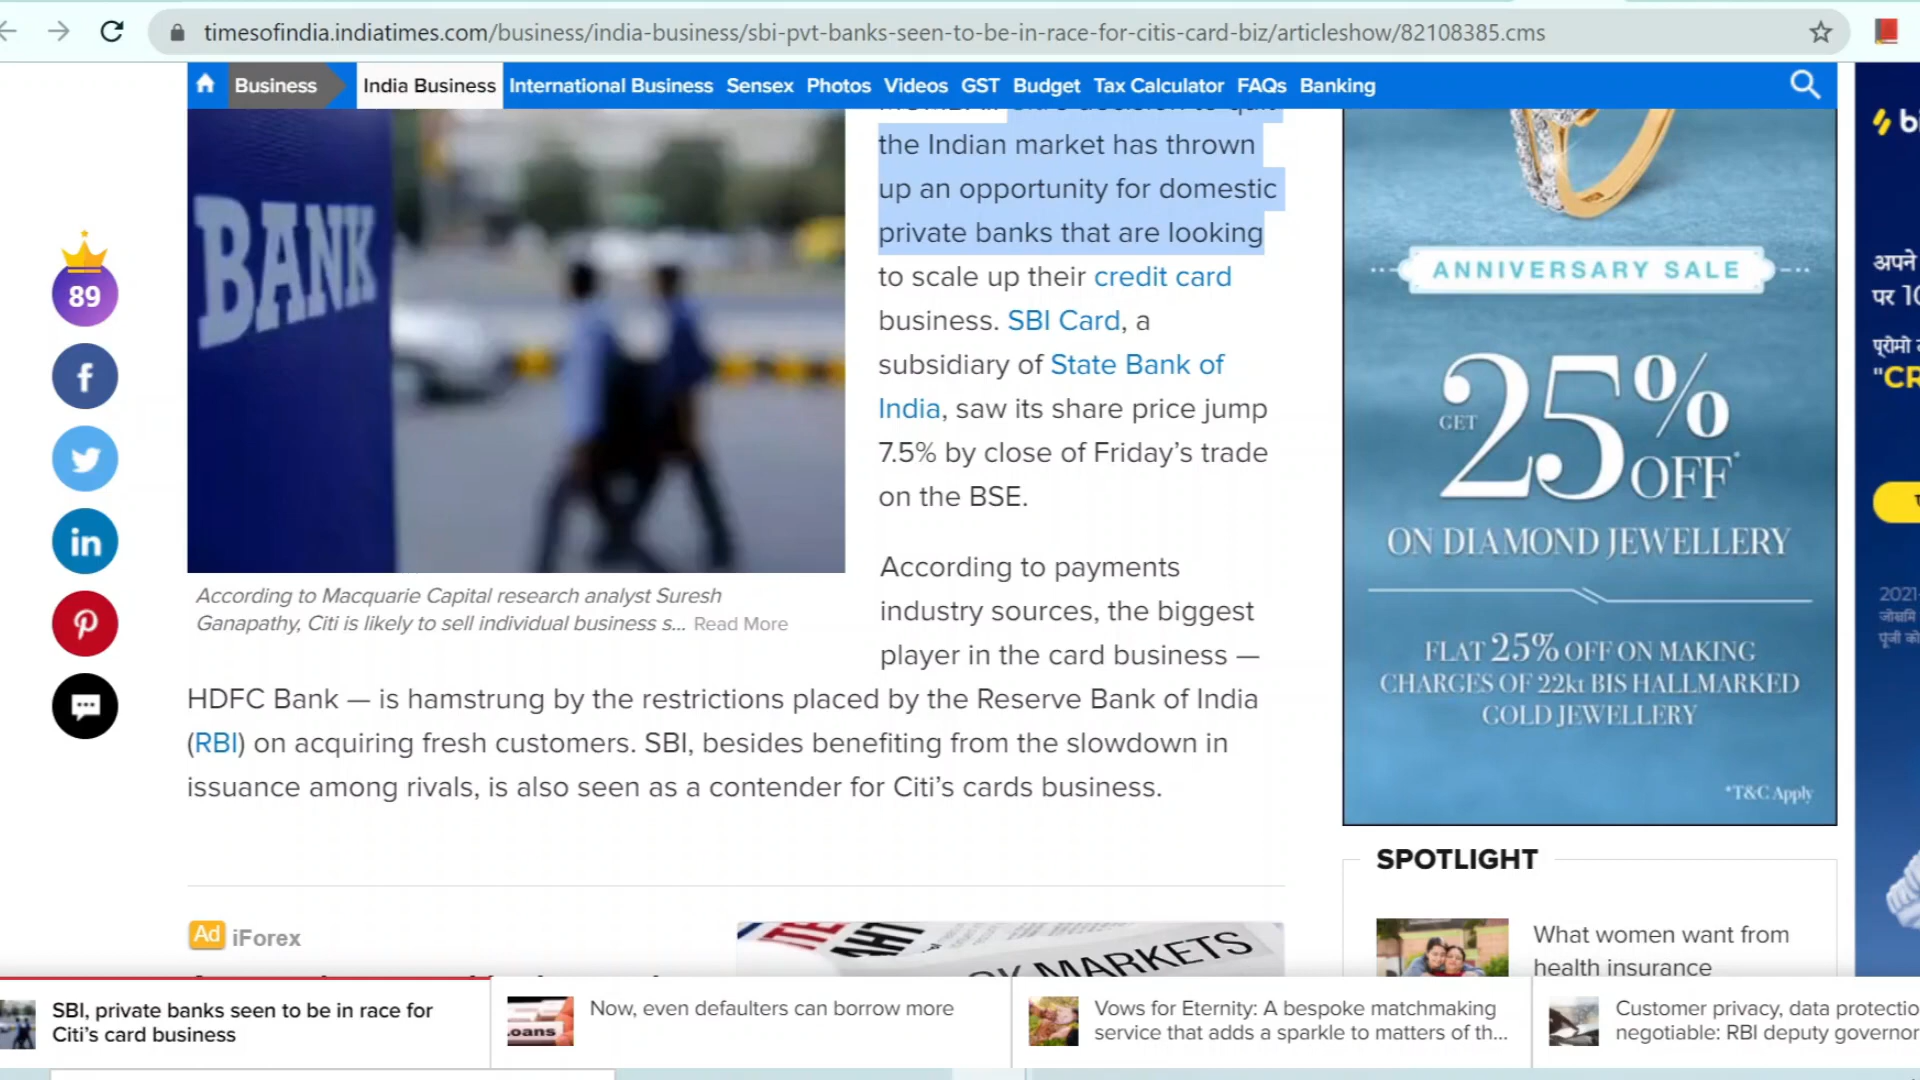 timesofindia.indiatimes.com/business/india-business/sbi-pvt-banks-seen-to-be-in-race-for-citis-card-biz/articleshow/82108385.cms
Business India Business International Business Sensex Photos Videos GST Budget Tax Calculator FAQs Banking
89
BANK
the Indian market has thrown
up an opportunity for domestic
private banks that are looking
to scale up their credit card
business. SBI Card, a
subsidiary of State Bank of
India, saw its share price jump
7.5% by close of Friday’s trade
on the BSE.
According to Macquarie Capital research analyst Suresh
Ganapathy, Citi is likely to sell individual business s... Read More
According to payments
industry sources, the biggest
player in the card business —
HDFC Bank — is hamstrung by the restrictions placed by the Reserve Bank of India
(RBI) on acquiring fresh customers. SBI, besides benefiting from the slowdown in
issuance among rivals, is also seen as a contender for Citi’s cards business.
Ad iForex
MARKETS
ANNIVERSARY SALE
GET 25% OFF*
ON DIAMOND JEWELLERY
FLAT 25% OFF ON MAKING
CHARGES OF 22kt BIS HALLMARKED
GOLD JEWELLERY
*T&C Apply
SPOTLIGHT
What women want from
health insurance
अपने
पर
2021
SBI, private banks seen to be in race for
Citi’s card business
Now, even defaulters can borrow more
Vows for Eternity: A bespoke matchmaking
service that adds a sparkle to matters of th...
Customer privacy, data protectio
negotiable: RBI deputy governor